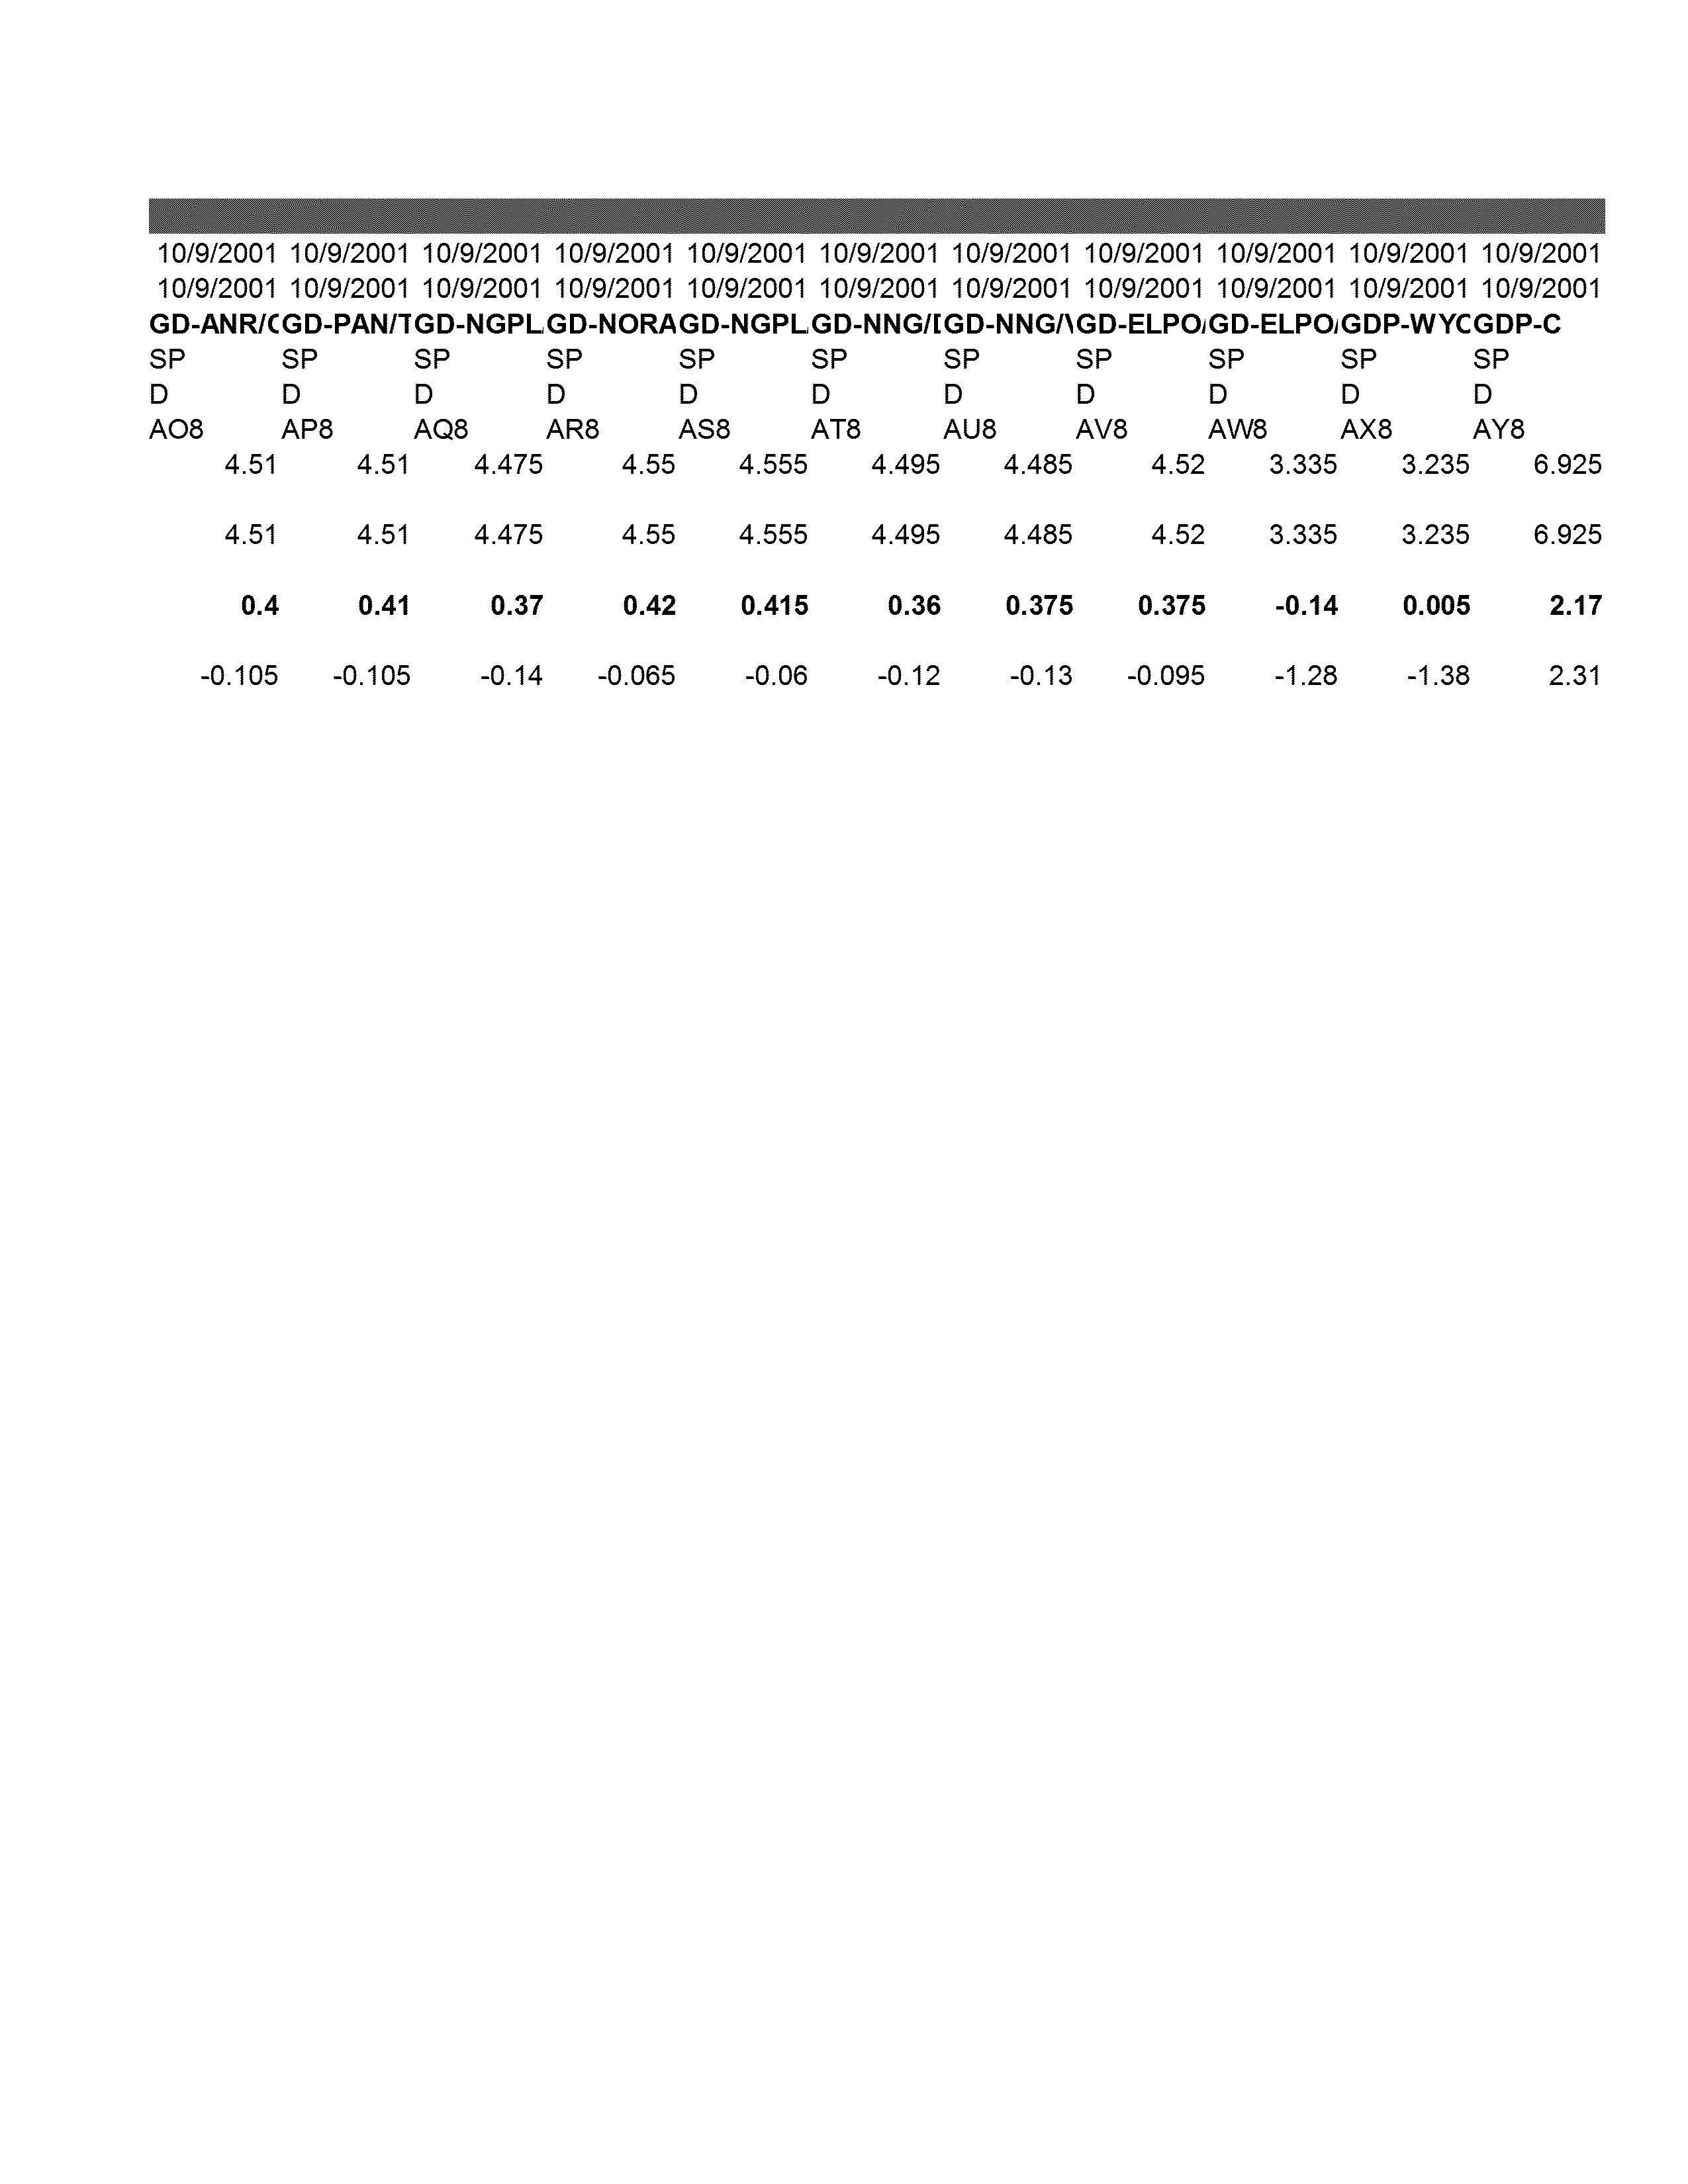 10/9/2001 10/9/2001 10/9/2001 10/9/2001 10/9/2001 10/9/2001 10/9/2001 10/9/2001 10/9/2001 10/9/2001 10/9/2001
10/9/2001 10/9/2001 10/9/2001 10/9/2001 10/9/2001 10/9/2001 10/9/2001 10/9/2001 10/9/2001 10/9/2001 10/9/2001
GD-ANR/ GD-PAN/T GD-NGPL GD-NORA GD-NGPL GD-NNG/ GD-NNG/ GD-ELPO/ GD-ELPO/ GDP-WYO GDP-C
SP SP SP SP SP SP SP SP SP SP SP
D D D D D D D D D D D
AO8 AP8 AQ8 AR8 AS8 AT8 AU8 AV8 AW8 AX8 AY8
4.51 4.51 4.475 4.55 4.555 4.495 4.485 4.52 3.335 3.235 6.925
4.51 4.51 4.475 4.55 4.555 4.495 4.485 4.52 3.335 3.235 6.925
0.4 0.41 0.37 0.42 0.415 0.36 0.375 0.375 -0.14 0.005 2.17
-0.105 -0.105 -0.14 -0.065 -0.06 -0.12 -0.13 -0.095 -1.28 -1.38 2.31